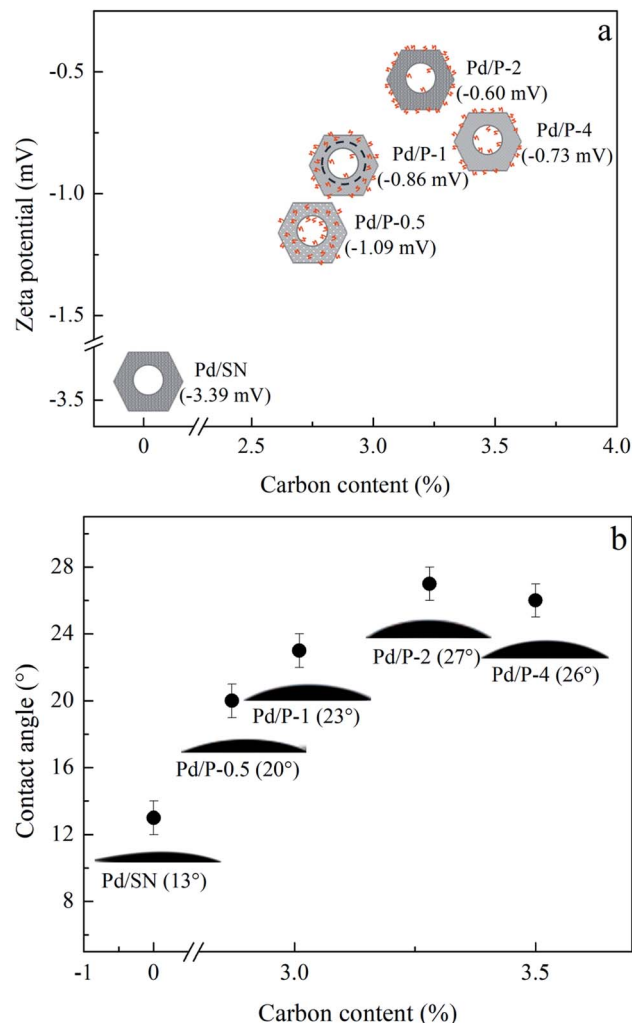 a
-0.5
-1.0
-1.5
-3.5
Zeta potential (mV)
Pd/P-2
(-0.60 mV)
Pd/P-4
(-0.73 mV)
Pd/P-1
(-0.86 mV)
Pd/P-0.5
(-1.09 mV)
Pd/SN
(-3.39 mV)
0
2.5
3.0
3.5
4.0
Carbon content (%)
b
28
24
20
16
12
8
Contact angle (°)
Pd/P-2 (27°)
Pd/P-4 (26°)
Pd/P-1 (23°)
Pd/P-0.5 (20°)
Pd/SN (13°)
-1
0
3.0
3.5
Carbon content (%)